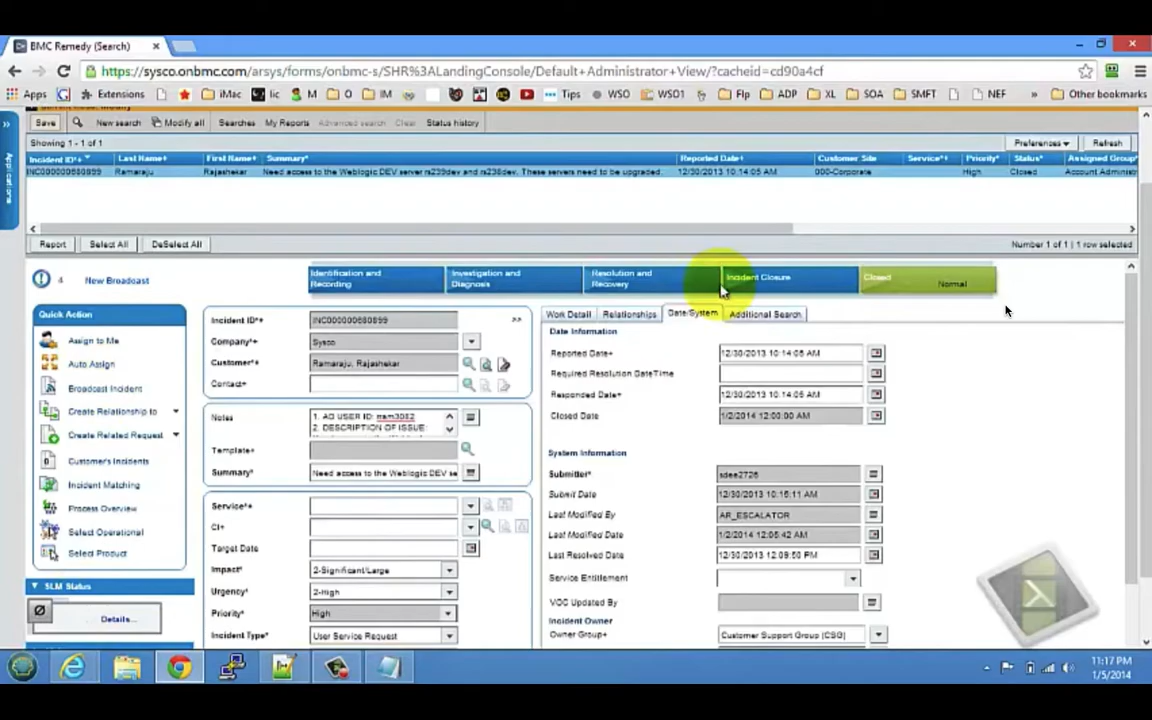 BMC Remedy (Search)
https://sysco.onbmc.com/arsys/forms/onbmc-s/SHR%3ALandingConsole/Default+Administrator+View/?cacheid=cd90a4cf
Apps Extensions iMac lic M O IM Tips WSO WSO1 Flp ADP XL SOA SMFT NEF » Other bookmarks
Save New search Modify all Searches My Reports Advanced search Clear Status history
Showing 1 - 1 of 1 Preferences Refresh
Incident ID*+ Last Name+ First Name+ Summary* Reported Date+ Customer Site Service*+ Priority* Status* Assigned Group*
INC000000680899 Ramaraju Rajashekar Need access to the Weblogic DEV server rs239dev and rs238dev. These servers need to be upgraded. 12/30/2013 10:14:05 AM 000-Corporate High Closed Account Adminis
Applications
Report Select All DeSelect All Number 1 of 1 | 1 row selected
4 New Broadcast
Identification and Recording
Investigation and Diagnosis
Resolution and Recovery
Incident Closure
Closed
Normal
Quick Action
Assign to Me
Auto Assign
Broadcast Incident
Create Relationship to
Create Related Request
Customer's Incidents
Incident Matching
Process Overview
Select Operational
Select Product
SLM Status
Details...
Incident ID*+ INC000000680899 >>
Company*+ Sysco
Customer*+ Ramaraju, Rajashekar
Contact+
Notes 1. AD USER ID: rram3082
2. DESCRIPTION OF ISSUE:
Template+
Summary* Need access to the Weblogic DEV se
Service*+
CI+
Target Date
Impact* 2-Significant/Large
Urgency* 2-High
Priority* High
Incident Type* User Service Request
Work Detail Relationships Date/System Additional Search
Date Information
Reported Date+ 12/30/2013 10:14:05 AM
Required Resolution DateTime
Responded Date+ 12/30/2013 10:14:05 AM
Closed Date 1/2/2014 12:00:00 AM
System Information
Submitter* sdee2726
Submit Date 12/30/2013 10:16:11 AM
Last Modified By AR_ESCALATOR
Last Modified Date 1/2/2014 12:05:42 AM
Last Resolved Date 12/30/2013 12:09:50 PM
Service Entitlement
VOC Updated By
Incident Owner
Owner Group+ Customer Support Group (CSG)
11:17 PM
1/5/2014